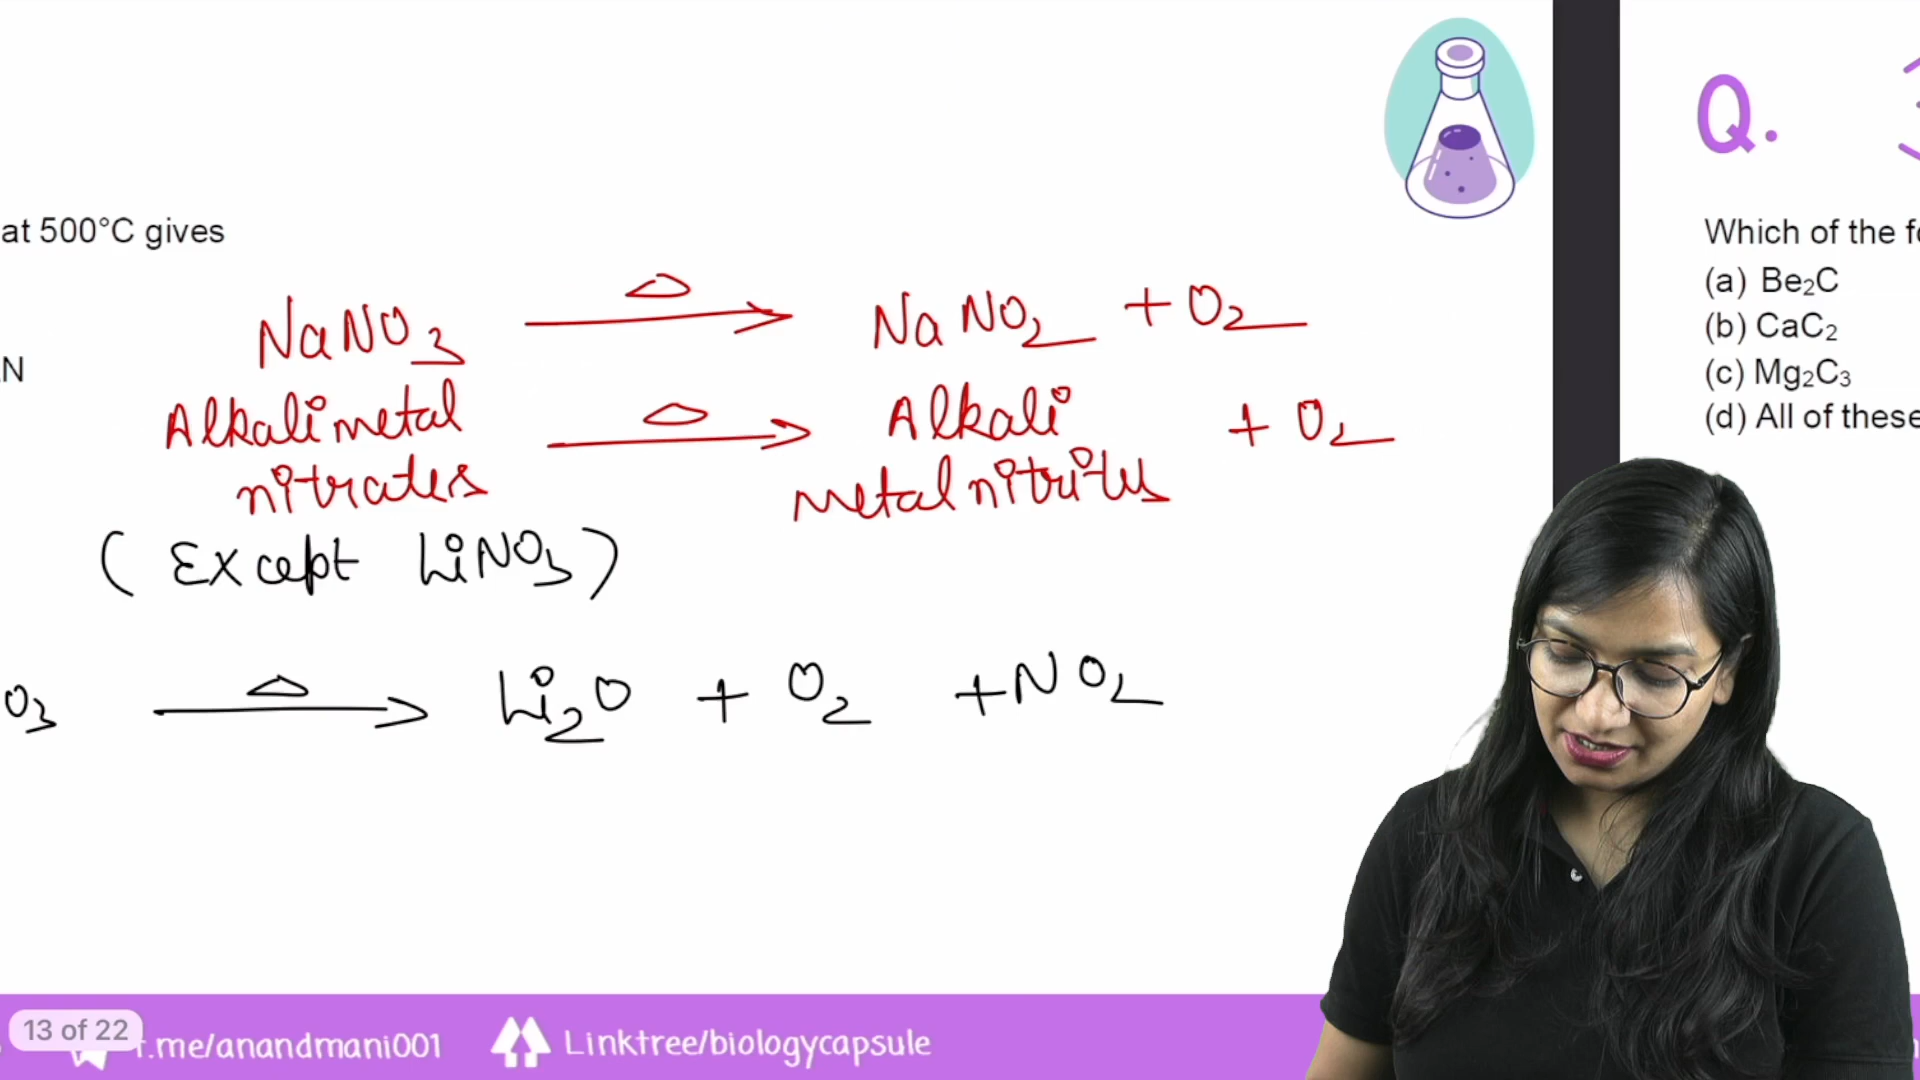 at 500°C gives
NaNO3 △ → NaNO2 + O2
N
Alkali metal nitrates △ → Alkali metal nitrites + O2
(Except LiNO3)
O3 △ → Li2O + O2 + NO2
Q.
Which of the fo
(a) Be2C
(b) CaC2
(c) Mg2C3
(d) All of these
13 of 22
t.me/anandmani001
Linktree/biologycapsule